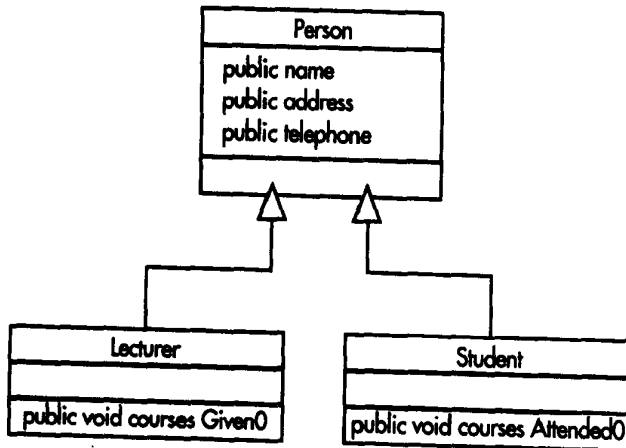 Person
public name
public address
public telephone
Lecturer
public void courses Given0
Student
public void courses Attended0